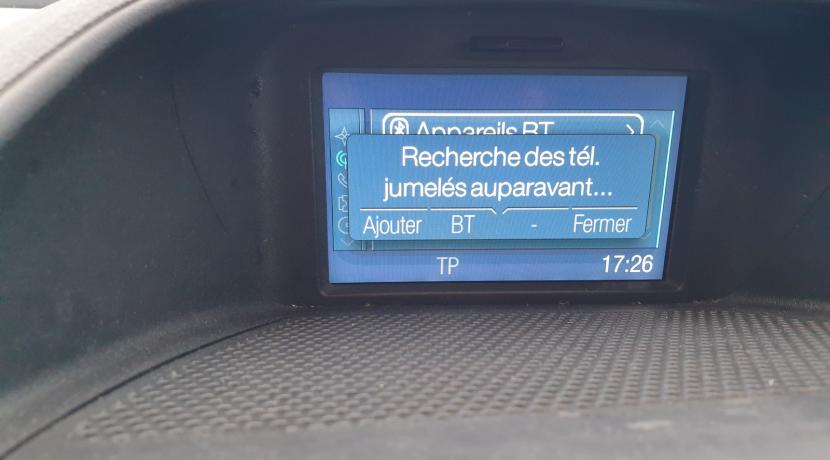 Appareils BT
Recherche des tél.
jumelés auparavant...
Ajouter BT - Fermer
TP 17:26